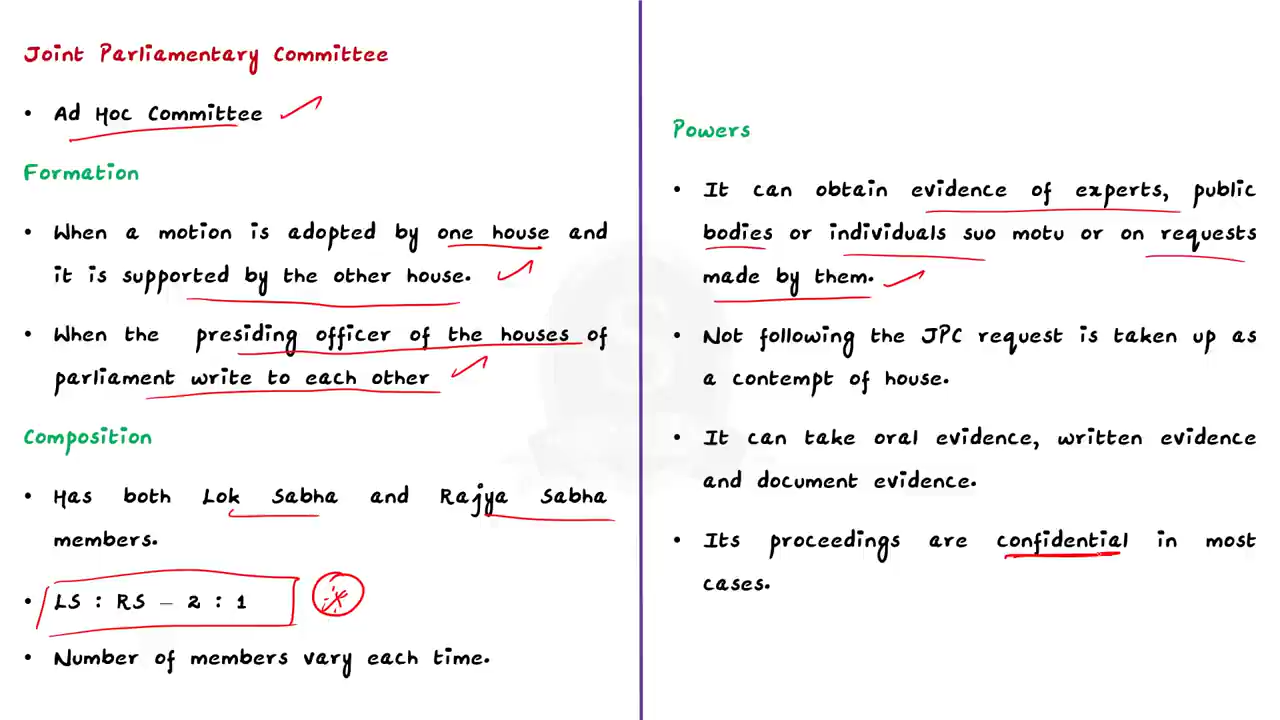 Joint Parliamentary Committee
• Ad Hoc Committee
Formation
• When a motion is adopted by one house and
it is supported by the other house.
• When the presiding officer of the houses of
parliament write to each other
Composition
• Has both Lok Sabha and Rajya Sabha
members.
• LS : RS – 2 : 1
• Number of members vary each time.
Powers
• It can obtain evidence of experts, public
bodies or individuals suo motu or on requests
made by them.
• Not following the JPC request is taken up as
a contempt of house.
• It can take oral evidence, written evidence
and document evidence.
• Its proceedings are confidential in most
cases.